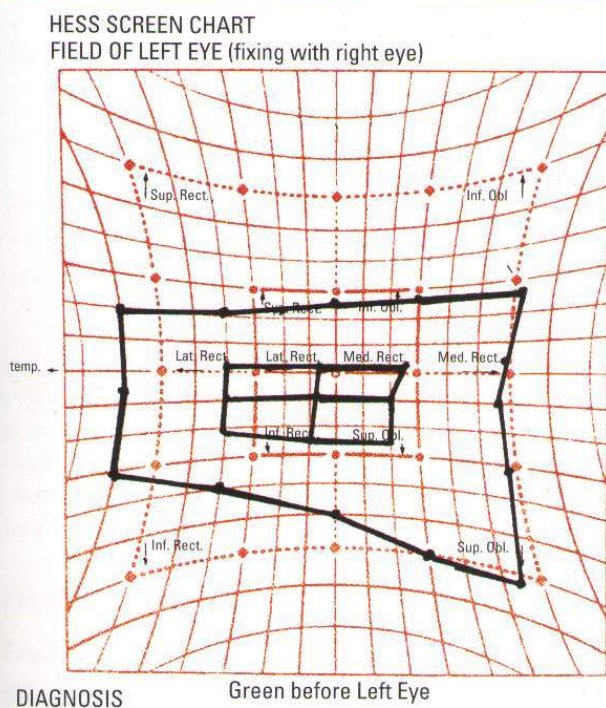 HESS SCREEN CHART
FIELD OF LEFT EYE (fixing with right eye)
Sup. Rect. Inf. Obl
Sup. Rect. Inf. Obl.
temp. Lat. Rect Lat. Rect. Med. Rect. Med. Rect.
Inf. Rect. Sup. Obl.
Inf. Rect. Sup. Obl.
DIAGNOSIS Green before Left Eye